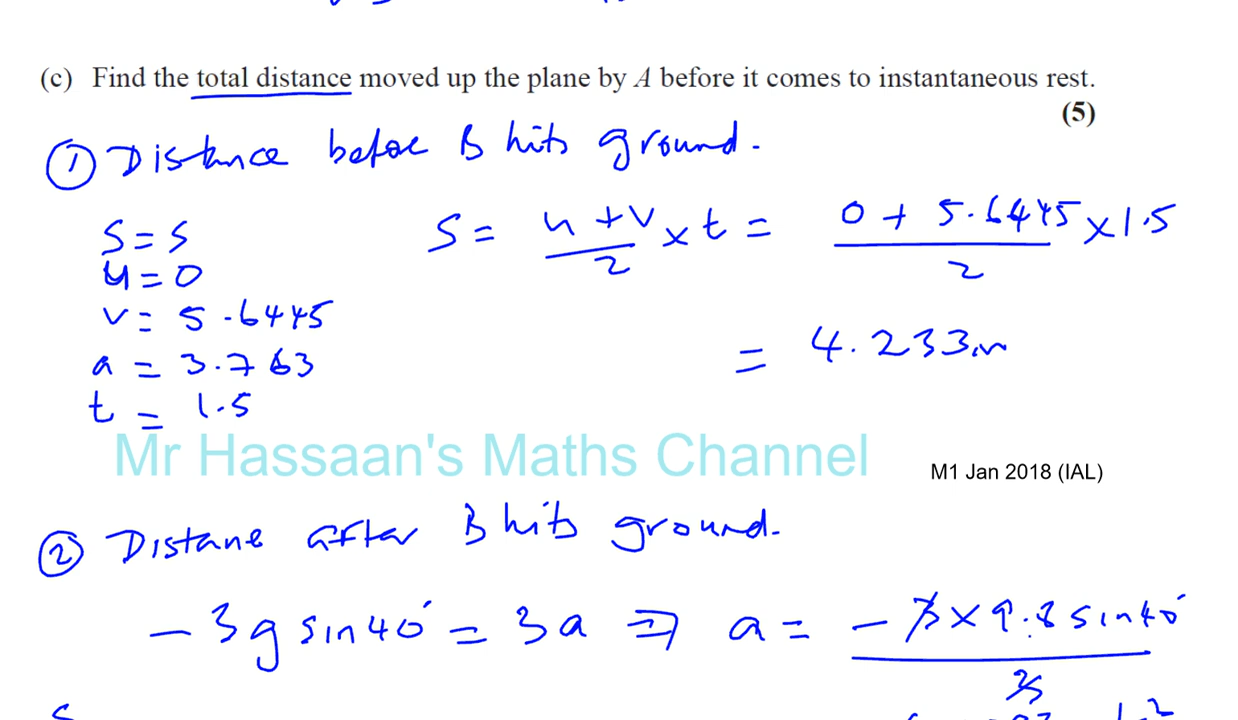 (c) Find the total distance moved up the plane by A before it comes to instantaneous rest.
(5)
① Distance before B hits ground.
S = S
u = 0
v = 5.6445
a = 3.763
t = 1.5
S = u + v / 2 × t = 0 + 5.6445 / 2 × 1.5
= 4.233m
Mr Hassaan's Maths Channel
M1 Jan 2018 (IAL)
② Distane after B hits ground.
- 3g sin40° = 3a ⇒ a = - 3 × 9.8 sin40° / 3